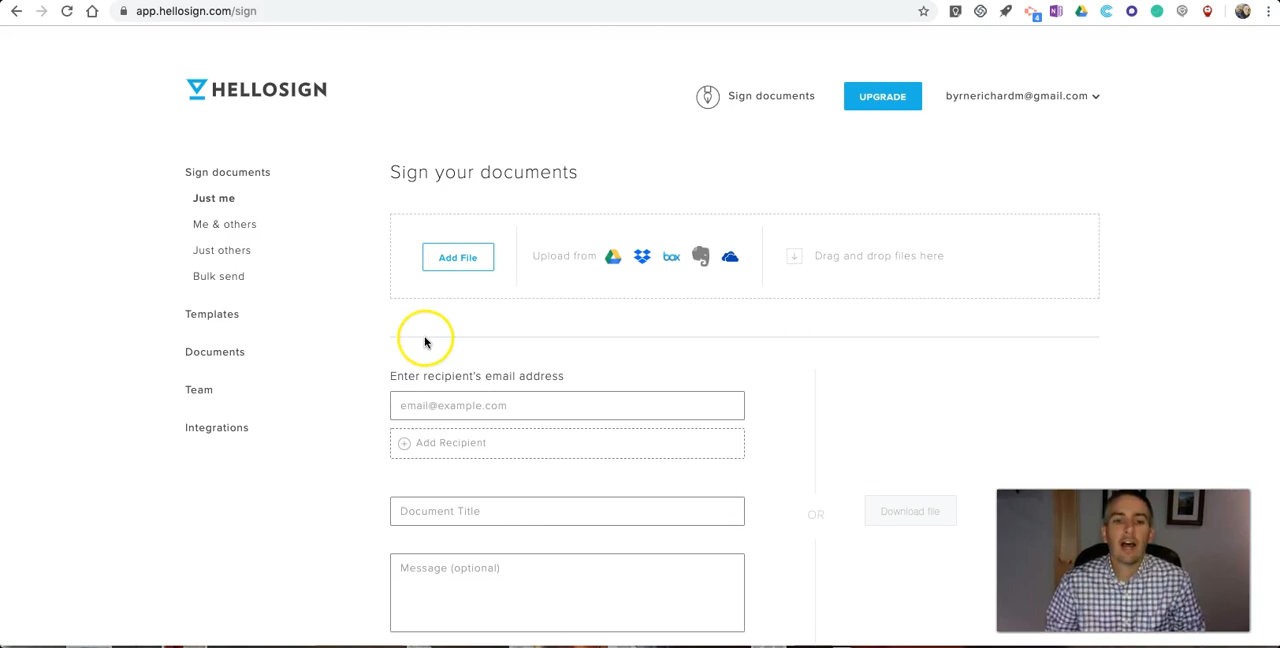 app.hellosign.com/sign
4
HELLOSIGN
Sign documents
UPGRADE
byrnerichardm@gmail.com
Sign documents
Just me
Me & others
Just others
Bulk send
Templates
Documents
Team
Integrations
Sign your documents
Add File
Upload from
box
Drag and drop files here
Enter recipient's email address
email@example.com
Add Recipient
Document Title
Message (optional)
OR
Download file